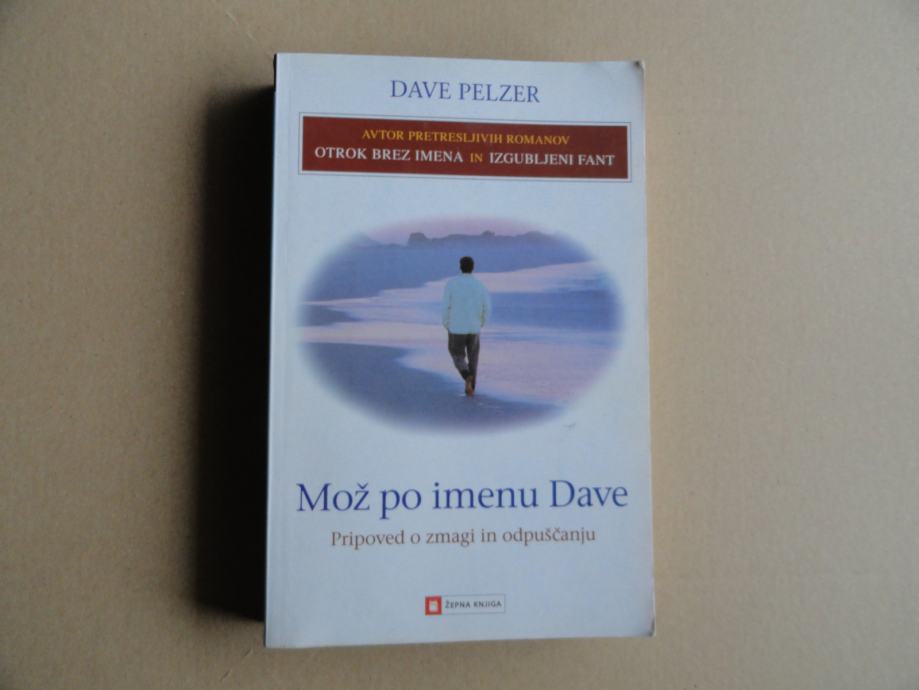 DAVE PELZER
AVTOR PRETRESLJIVIH ROMANOV
OTROK BREZ IMENA IN IZGUBLJENI FANT
Mož po imenu Dave
Pripoved o zmagi in odpuščanju
ŽEPNA KNJIGA